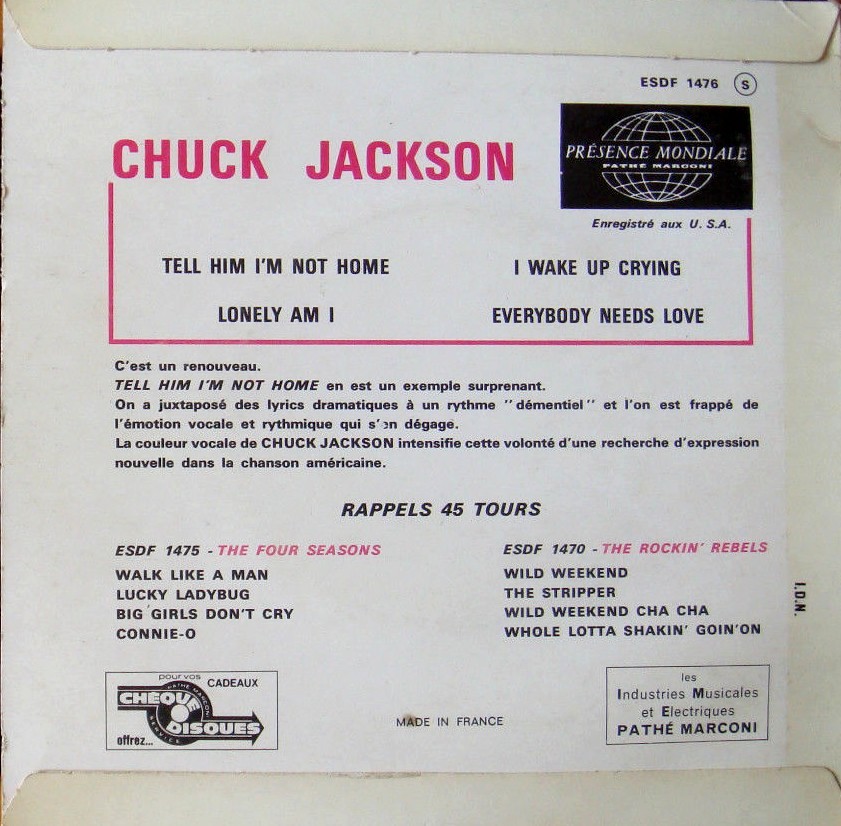 ESDF 1476 S
PRÉSENCE MONDIALE
PATHÉ MARCONI
CHUCK JACKSON
Enregistré aux U.S.A.
TELL HIM I'M NOT HOME
I WAKE UP CRYING
LONELY AM I
EVERYBODY NEEDS LOVE
C'est un renouveau.
TELL HIM I'M NOT HOME en est un exemple surprenant.
On a juxtaposé des lyrics dramatiques à un rythme "démentiel" et l'on est frappé de
l'émotion vocale et rythmique qui s'en dégage.
La couleur vocale de CHUCK JACKSON intensifie cette volonté d'une recherche d'expression
nouvelle dans la chanson américaine.
RAPPELS 45 TOURS
ESDF 1475 - THE FOUR SEASONS
WALK LIKE A MAN
LUCKY LADYBUG
BIG GIRLS DON'T CRY
CONNIE-O
ESDF 1470 - THE ROCKIN' REBELS
WILD WEEKEND
THE STRIPPER
WILD WEEKEND CHA CHA
WHOLE LOTTA SHAKIN' GOIN'ON
I.D.N.
pour vos CADEAUX
PATHÉ MARCONI
CHÈQUE
DISQUES
SERVICE
offrez...
MADE IN FRANCE
les
Industries Musicales
et Electriques
PATHÉ MARCONI